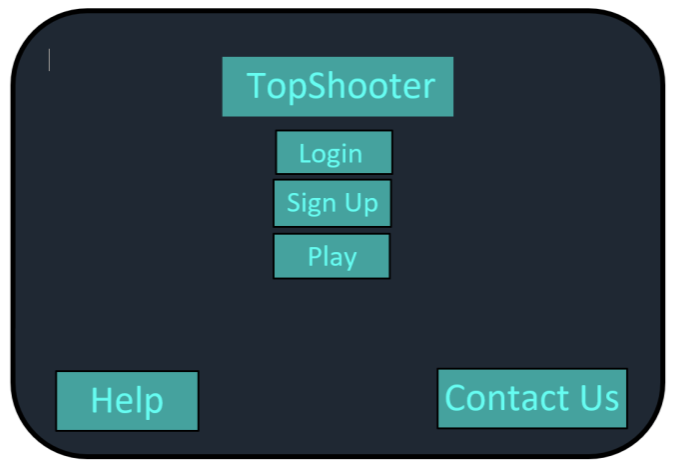 TopShooter
Login
Sign Up
Play
Help
Contact Us